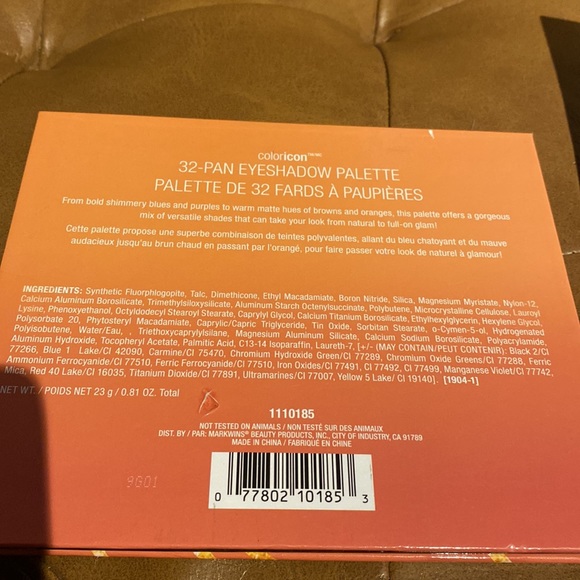 coloricon™/MC
32-PAN EYESHADOW PALETTE
PALETTE DE 32 FARDS À PAUPIÈRES
From bold shimmery blues and purples to warm matte hues of browns and oranges, this palette offers a gorgeous
mix of versatile shades that can take your look from natural to full-on glam!
Cette palette propose une superbe combinaison de teintes polyvalentes, allant du bleu chatoyant et du mauve
audacieux jusqu'au brun chaud en passant par l'orangé, pour faire passer votre look de naturel à glamour!
INGREDIENTS: Synthetic Fluorphlogopite, Talc, Dimethicone, Ethyl Macadamiate, Boron Nitride, Silica, Magnesium Myristate, Nylon-12,
Calcium Aluminum Borosilicate, Trimethylsiloxysilicate, Aluminum Starch Octenylsuccinate, Polybutene, Microcrystalline Cellulose, Lauroyl
Lysine, Phenoxyethanol, Octyldodecyl Stearoyl Stearate, Caprylyl Glycol, Calcium Titanium Borosilicate, Ethylhexylglycerin, Hexylene Glycol,
Polysorbate 20, Phytosteryl Macadamiate, Caprylic/Capric Triglyceride, Tin Oxide, Sorbitan Stearate, o-Cymen-5-ol, Hydrogenated
Polyisobutene, Water/Eau, , Triethoxycaprylylsilane, Magnesium Aluminum Silicate, Calcium Sodium Borosilicate, Polyacrylamide,
Aluminum Hydroxide, Tocopheryl Acetate, Palmitic Acid, C13-14 Isoparaffin, Laureth-7, [+/- (MAY CONTAIN/PEUT CONTENIR): Black 2/CI
77266, Blue 1 Lake/CI 42090, Carmine/CI 75470, Chromium Hydroxide Green/CI 77289, Chromium Oxide Greens/CI 77288, Ferric
Ammonium Ferrocyanide/CI 77510, Ferric Ferrocyanide/CI 77510, Iron Oxides/CI 77491, CI 77492, CI 77499, Manganese Violet/CI 77742,
Mica, Red 40 Lake/CI 16035, Titanium Dioxide/CI 77891, Ultramarines/CI 77007, Yellow 5 Lake/ CI 19140]. [1904-1]
NET WT. / POIDS NET 23 g / 0.81 OZ. Total
1110185
NOT TESTED ON ANIMALS / NON TESTÉ SUR DES ANIMAUX
DIST. BY / PAR: MARKWINS® BEAUTY PRODUCTS, INC., CITY OF INDUSTRY, CA 91789
MADE IN CHINA / FABRIQUÉ EN CHINE
9G01
0 77802 10185 3